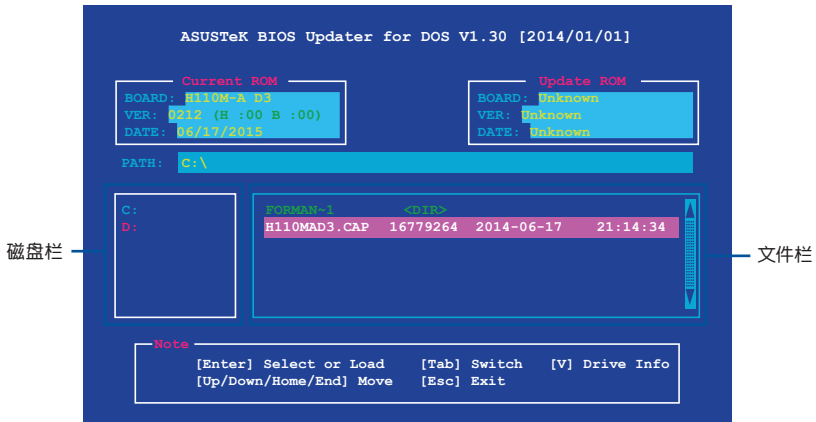 ASUSTeK BIOS Updater for DOS V1.30 [2014/01/01]
Current ROM
BOARD: H110M-A D3
VER: 0212 (H :00 B :00)
DATE: 06/17/2015
Update ROM
BOARD: Unknown
VER: Unknown
DATE: Unknown
PATH: C:\
C:
D:
FORMAN~1 <DIR>
H110MAD3.CAP 16779264 2014-06-17 21:14:34
磁盘栏
文件栏
Note
[Enter] Select or Load [Tab] Switch [V] Drive Info
[Up/Down/Home/End] Move [Esc] Exit